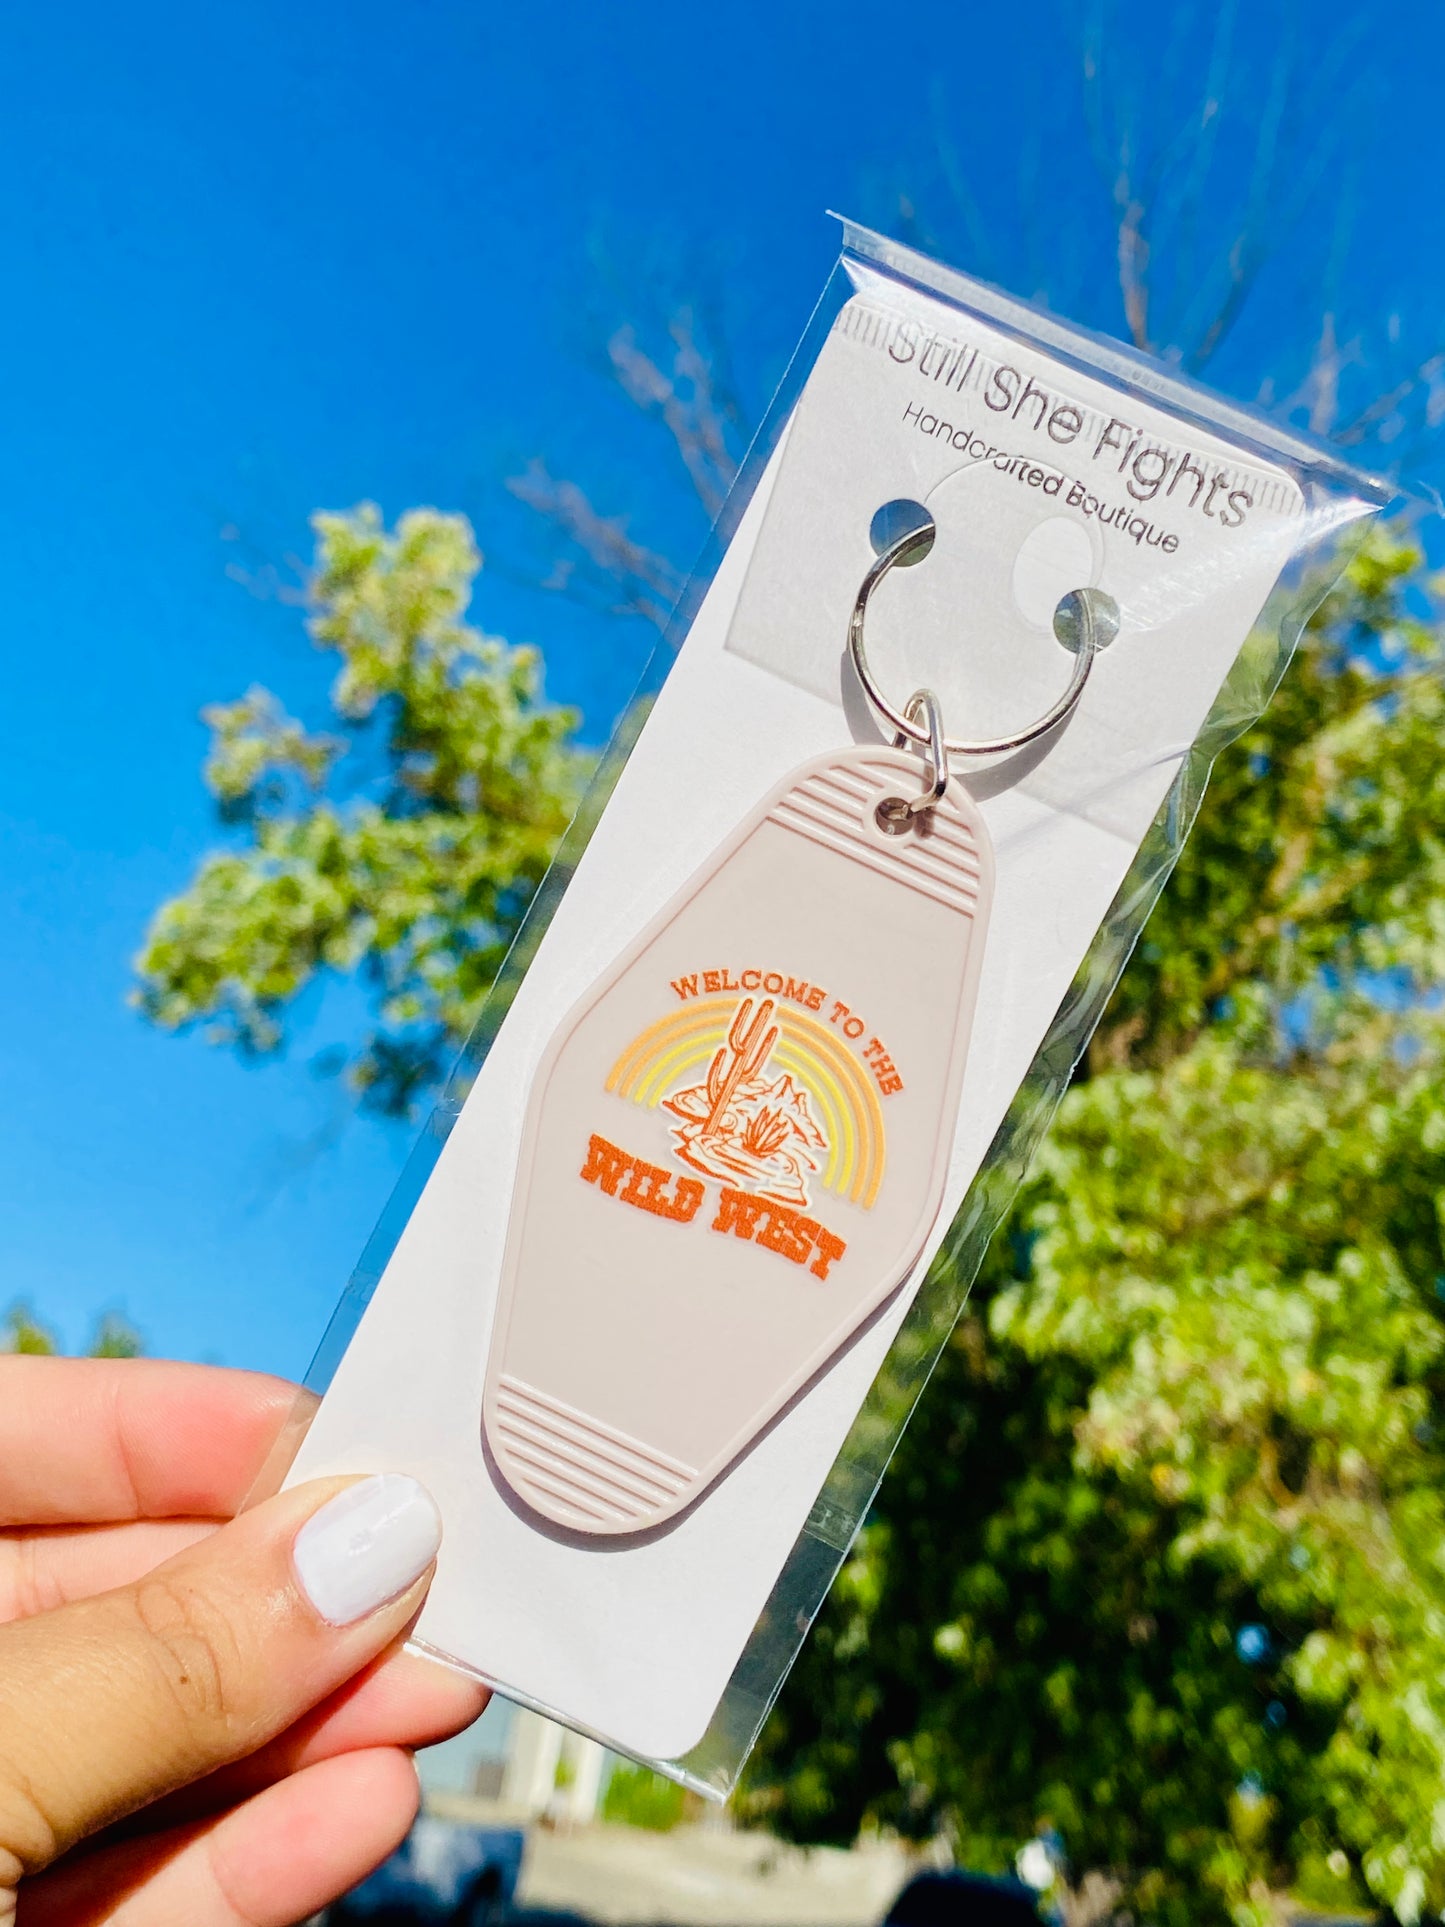 Still She Fights
Handcrafted Boutique
WELCOME TO THE
WILD WEST